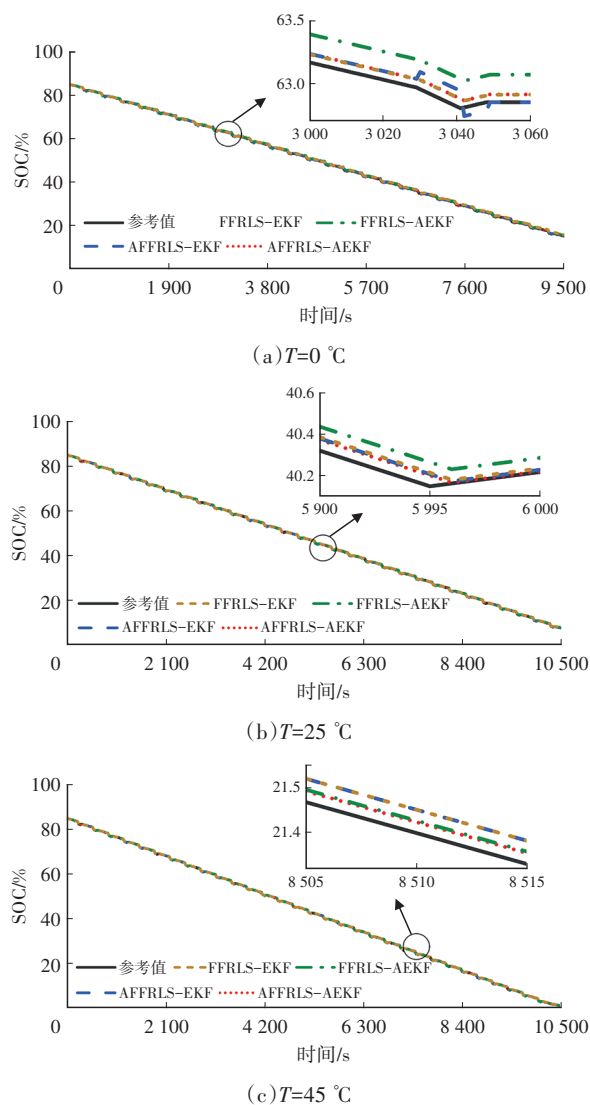 63.5
63.0
3 000 3 020 3 040 3 060
100
80
60
40
20
0
SOC/%
参考值 FFRLS-EKF FFRLS-AEKF
AFFRLS-EKF AFFRLS-AEKF
1 900 3 800 5 700 7 600 9 500
时间/s
(a)T=0 ℃
40.6
40.4
40.2
5 900 5 995 6 000
100
80
60
40
20
0
SOC/%
参考值 FFRLS-EKF FFRLS-AEKF
AFFRLS-EKF AFFRLS-AEKF
2 100 4 200 6 300 8 400 10 500
时间/s
(b)T=25 ℃
21.5
21.4
8 505 8 510 8 515
100
80
60
40
20
0
SOC/%
参考值 FFRLS-EKF FFRLS-AEKF
AFFRLS-EKF AFFRLS-AEKF
2 100 4 200 6 300 8 400 10 500
时间/s
(c)T=45 ℃